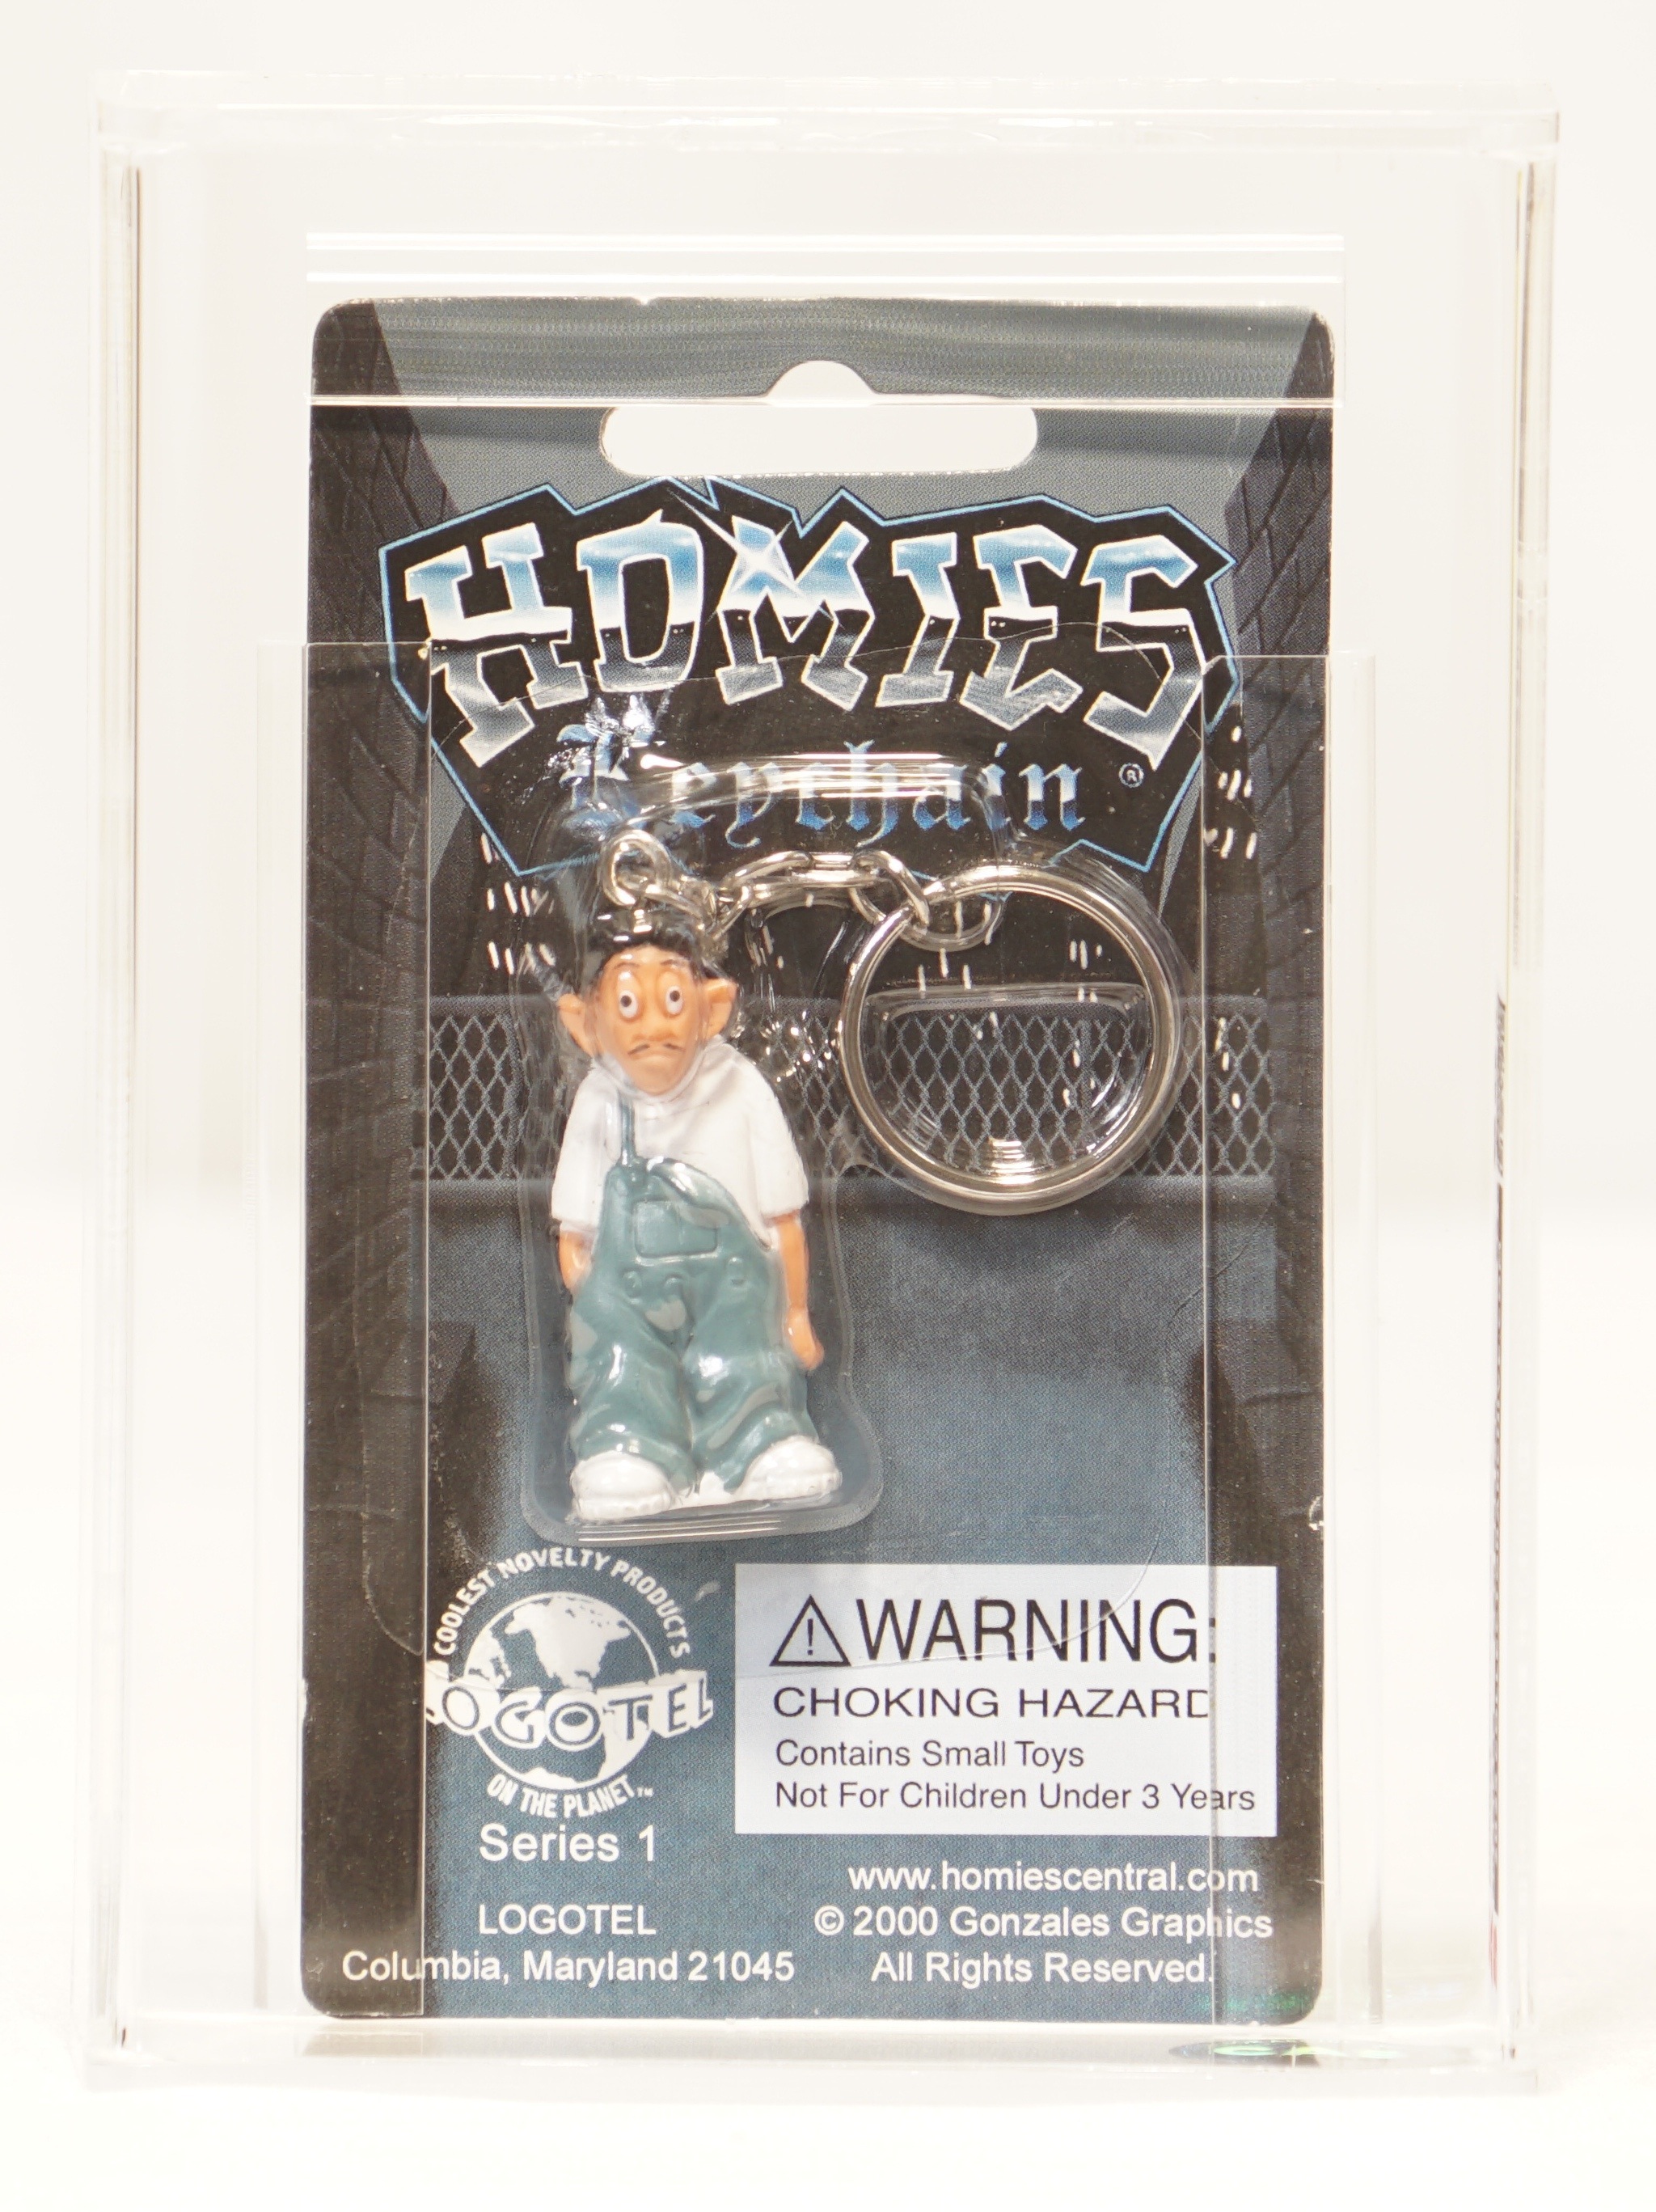 HOMIES
Keychain ®
COOLEST NOVELTY PRODUCTS
LOGOTEL
ON THE PLANET™
Series 1
LOGOTEL
Columbia, Maryland 21045
⚠WARNING:
CHOKING HAZARD
Contains Small Toys
Not For Children Under 3 Years
www.homiescentral.com
© 2000 Gonzales Graphics
All Rights Reserved.